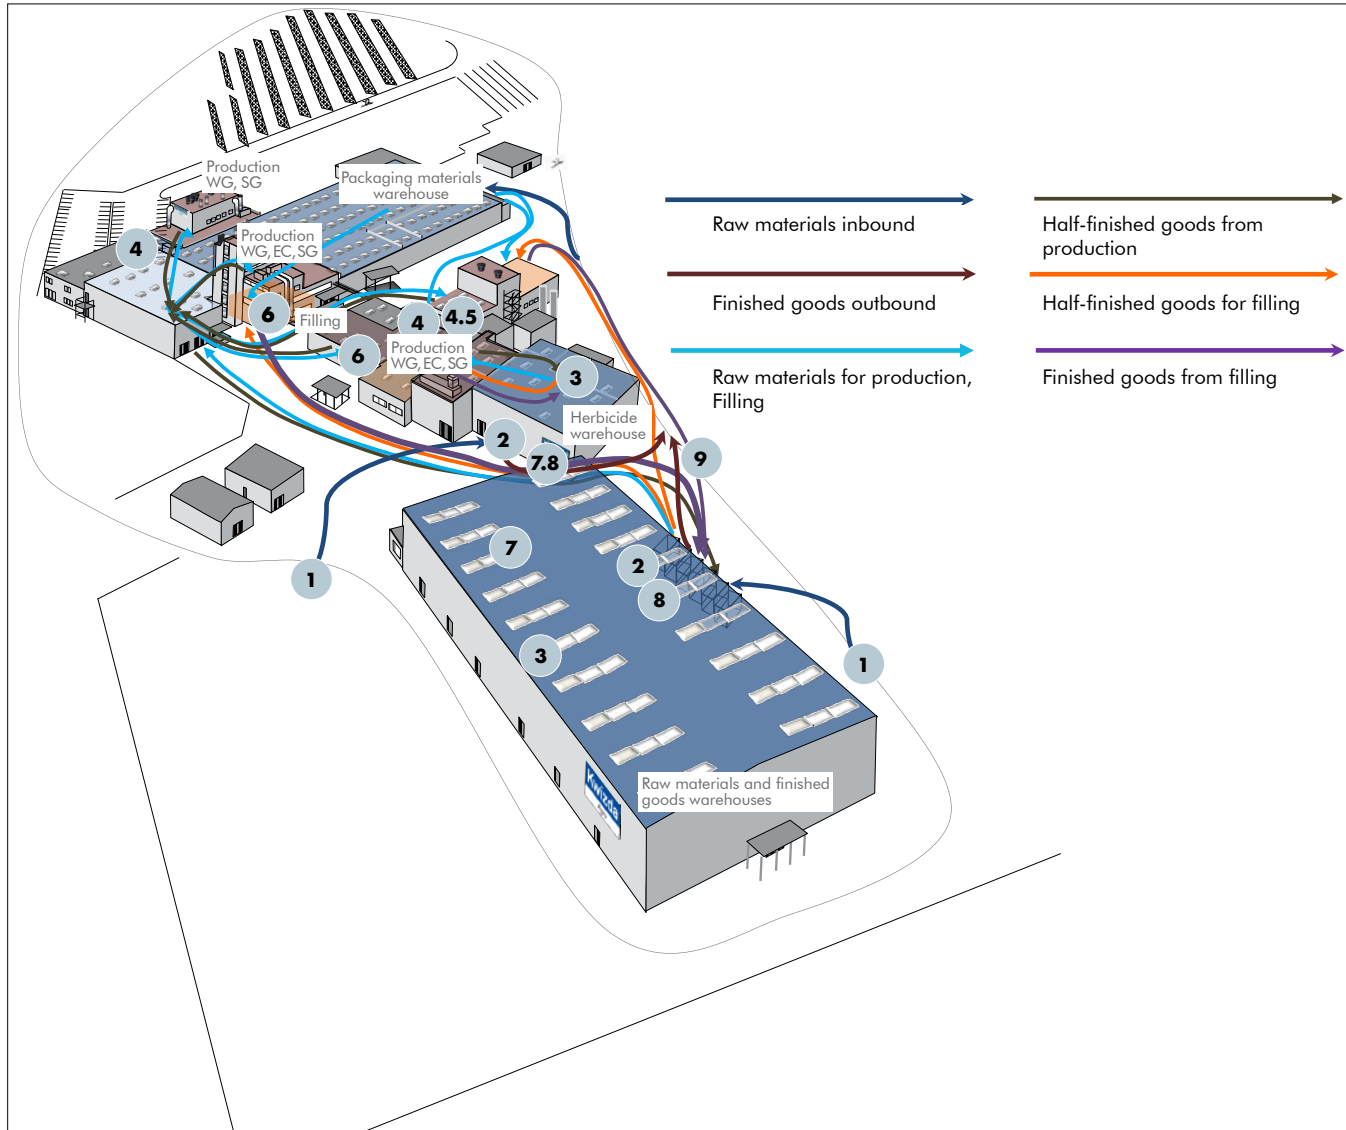 Production
WG, SG
Packaging materials
warehouse
4
Production
WG, EC, SG
6
Filling
4
4.5
6
Production
WG, EC, SG
3
Herbicide
warehouse
2
7.8
9
1
7
2
8
3
1
Raw materials and finished
goods warehouses
Kwizda
Raw materials inbound
Half-finished goods from
production
Finished goods outbound
Half-finished goods for filling
Raw materials for production,
Filling
Finished goods from filling